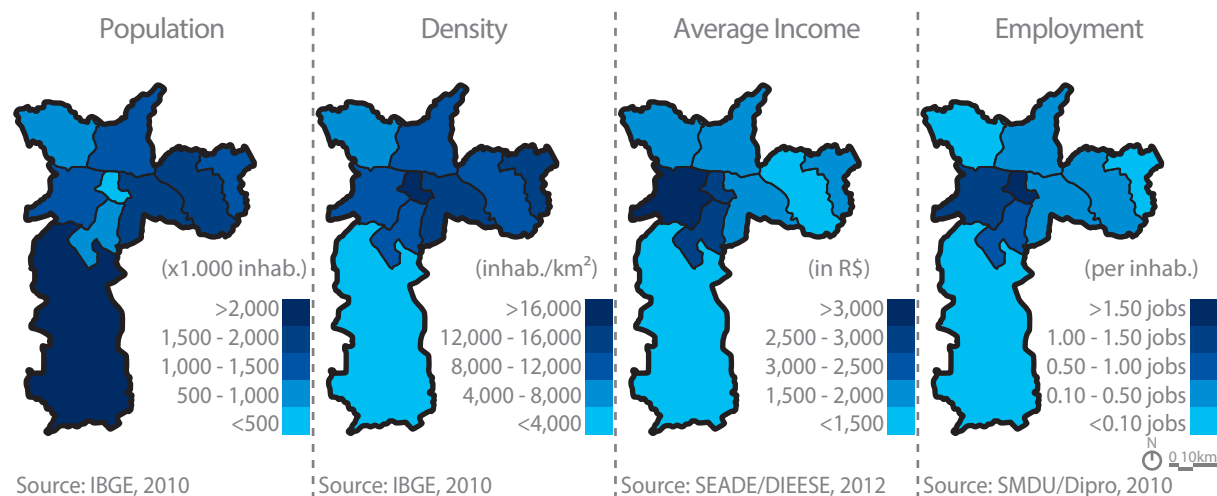 Population
(x1.000 inhab.)
>2,000
1,500 - 2,000
1,000 - 1,500
500 - 1,000
<500
Source: IBGE, 2010
Density
(inhab./km²)
>16,000
12,000 - 16,000
8,000 - 12,000
4,000 - 8,000
<4,000
Source: IBGE, 2010
Average Income
(in R$)
>3,000
2,500 - 3,000
3,000 - 2,500
1,500 - 2,000
<1,500
Source: SEADE/DIEESE, 2012
Employment
(per inhab.)
>1.50 jobs
1.00 - 1.50 jobs
0.50 - 1.00 jobs
0.10 - 0.50 jobs
<0.10 jobs
N
0 10km
Source: SMDU/Dipro, 2010